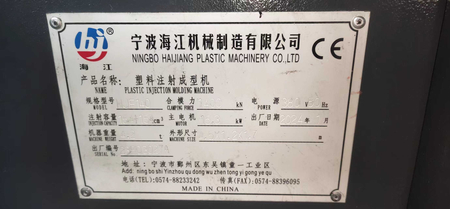 hj
海江
宁波海江机械制造有限公司
NINGBO HAIJIANG PLASTIC MACHINERY CO.,LTD
CE
产品名称: 塑料注射成型机
NAME: PLASTIC INJECTION MOLDING MACHINE
规格型号 合模力 kN 电源 V Hz
MODEL CLAMPING FORCE POWER
注射容量 cm³ 主电机 kW 出厂日期 年 月
INJECTION CAPACITY MOTOR DATE
机器重量 t 外形尺寸 m
MACHINE WEIGHT MACHINE SIZE
出厂编号
SERIAL NO.
地址: 宁波市鄞州区东吴镇童一工业区
Add: ning bo shi Yinzhou qu dong wu zhen tong yi gong ye qu
电话(TEL): 0574-88233242 传真(FAX): 0574-88396095
MADE IN CHINA